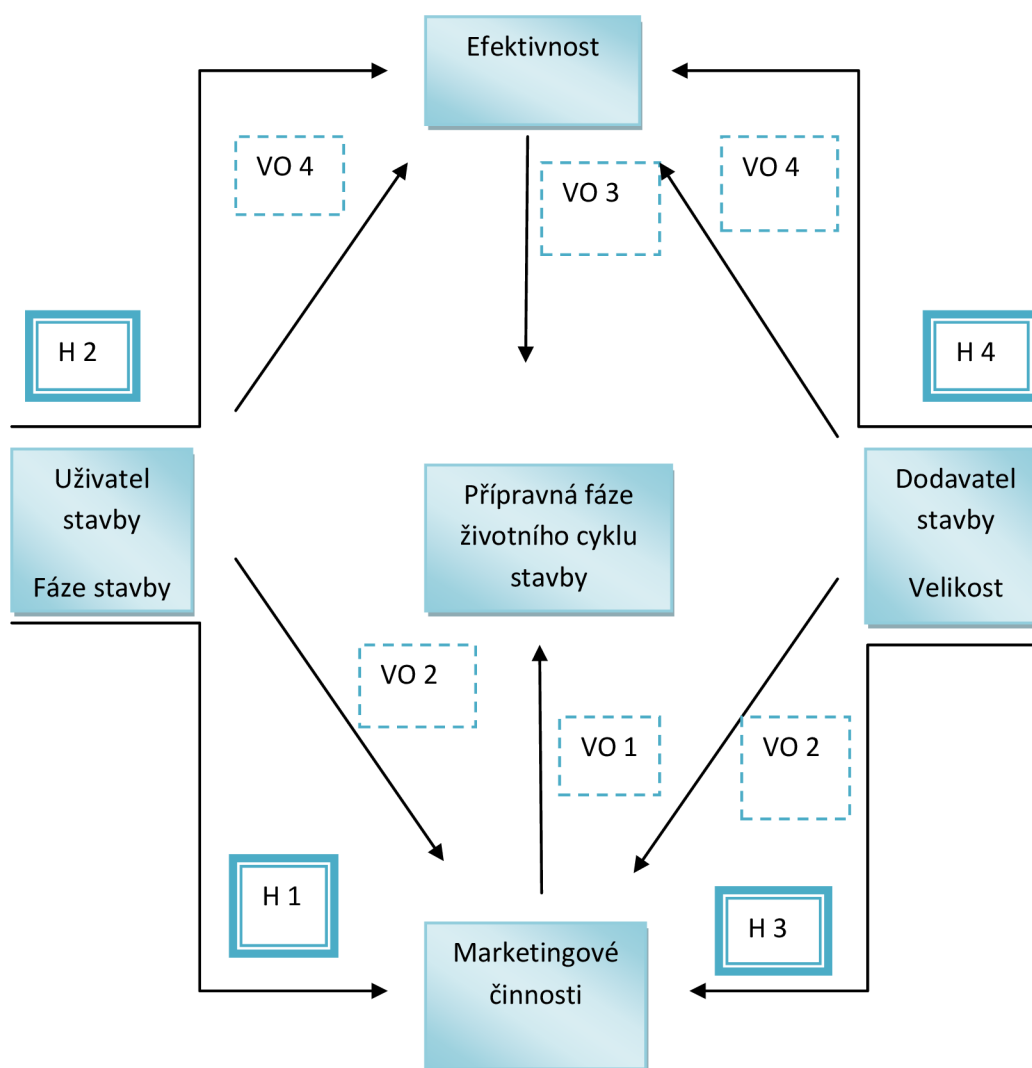 Efektivnost
VO 4
VO 3
VO 4
H 2
H 4
Uživatel
stavby
Fáze stavby
Přípravná fáze
životního cyklu
stavby
Dodavatel
stavby
Velikost
VO 2
VO 1
VO 2
H 1
H 3
Marketingové
činnosti